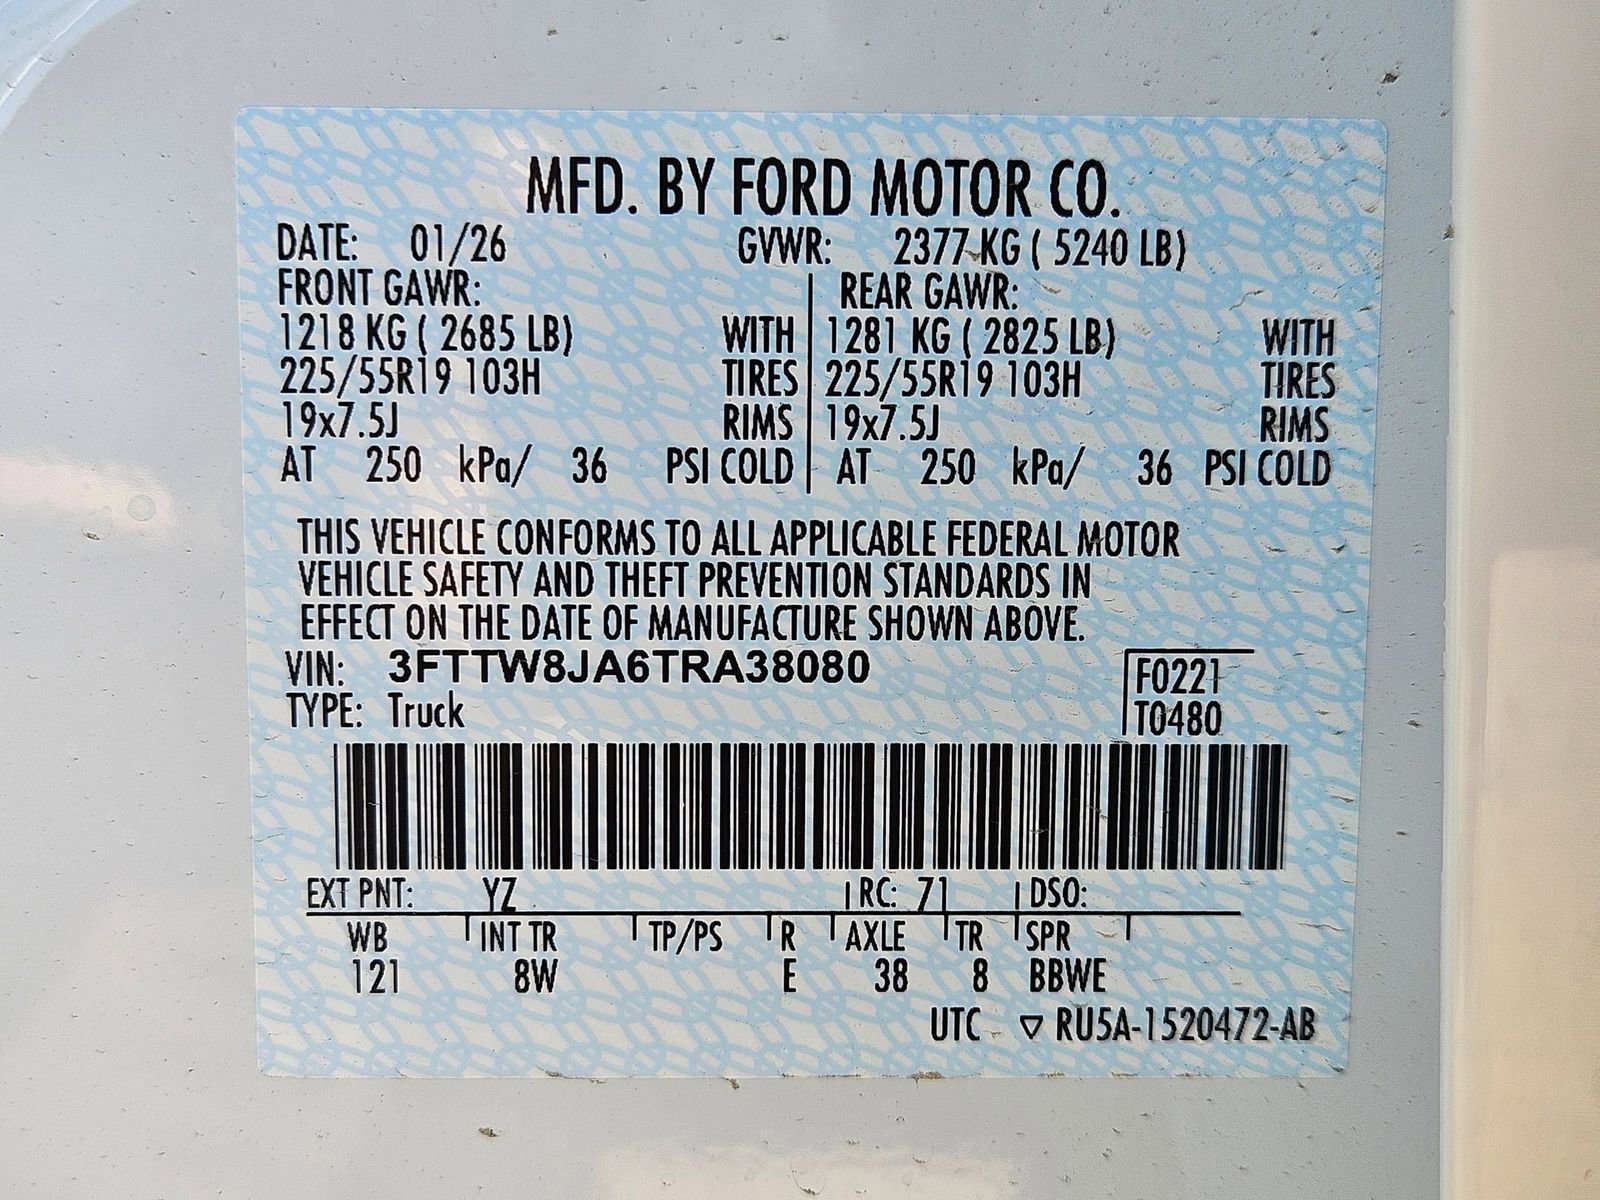 MFD. BY FORD MOTOR CO.
DATE: 01/26 GVWR: 2377 KG ( 5240 LB)
FRONT GAWR: REAR GAWR:
1218 KG ( 2685 LB) WITH 1281 KG ( 2825 LB) WITH
225/55R19 103H TIRES 225/55R19 103H TIRES
19x7.5J RIMS 19x7.5J RIMS
AT 250 kPa/ 36 PSI COLD AT 250 kPa/ 36 PSI COLD
THIS VEHICLE CONFORMS TO ALL APPLICABLE FEDERAL MOTOR
VEHICLE SAFETY AND THEFT PREVENTION STANDARDS IN
EFFECT ON THE DATE OF MANUFACTURE SHOWN ABOVE.
VIN: 3FTTW8JA6TRA38080 F0221
TYPE: Truck T0480
EXT PNT: YZ RC: 71 DSO:
WB INT TR TP/PS R AXLE TR SPR
121 8W E 38 8 BBWE
UTC ▽ RU5A-1520472-AB